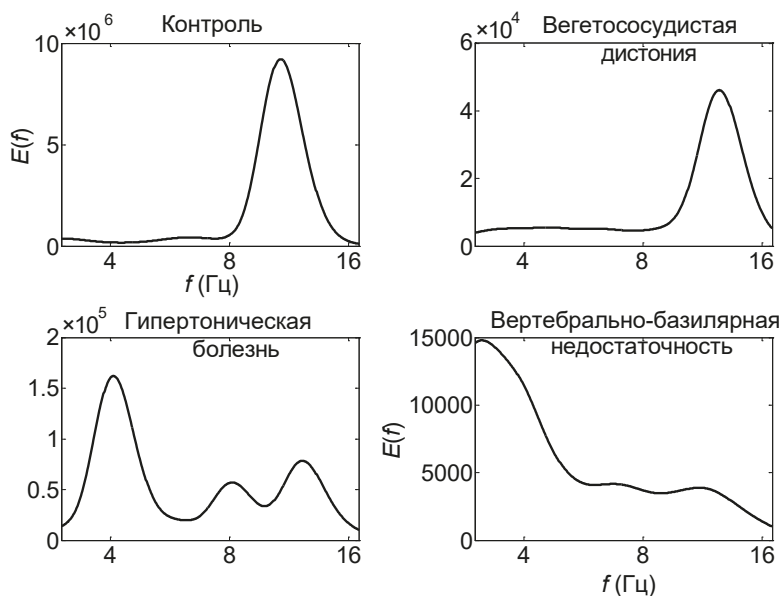 ×10⁶
Контроль
10
5
0
E(f)
4
8
16
f (Гц)
×10⁴
Вегетососудистая
дистония
6
4
2
0
4
8
16
×10⁵
Гипертоническая
болезнь
2
1.5
1
0.5
0
4
8
16
Вертебрально-базилярная
недостаточность
15000
10000
5000
0
E(f)
4
8
16
f (Гц)